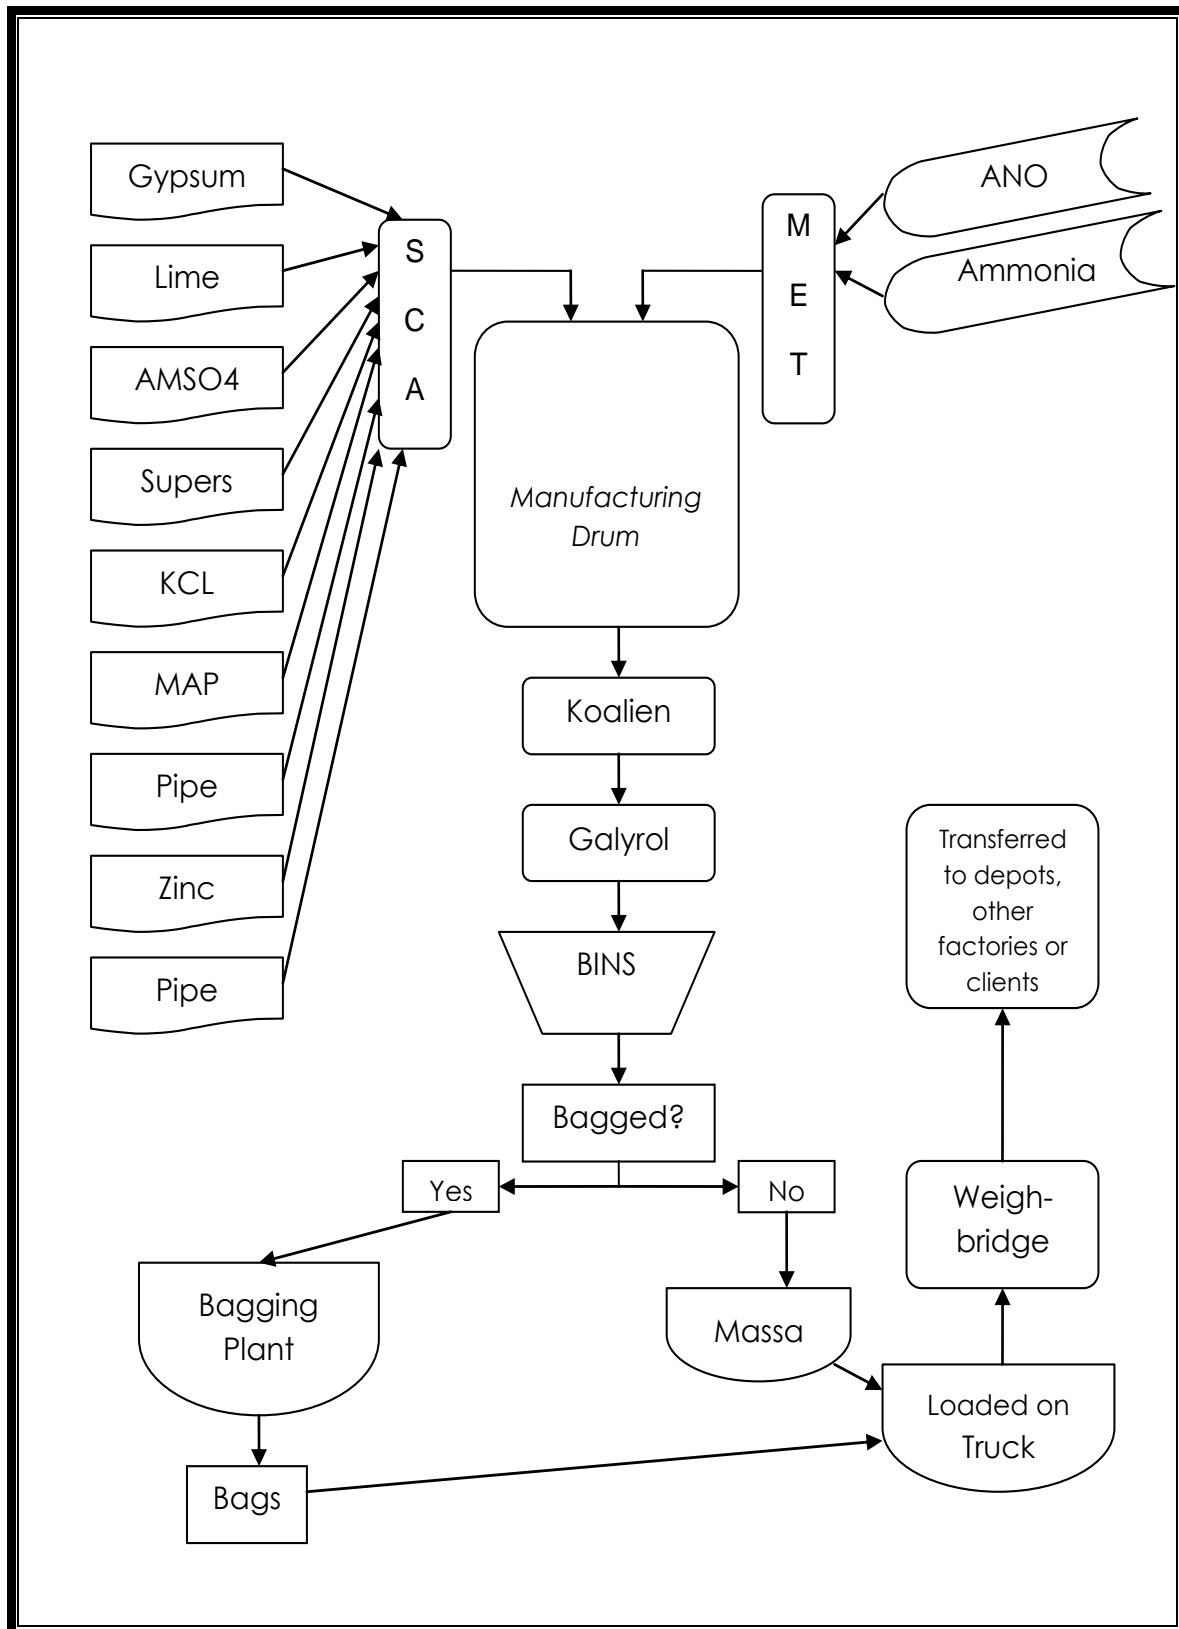 Gypsum
Lime
AMSO4
Supers
KCL
MAP
Pipe
Zinc
Pipe
S
C
A
M
E
T
ANO
Ammonia
Manufacturing
Drum
Koalien
Galyrol
BINS
Bagged?
Yes
No
Bagging
Plant
Bags
Massa
Loaded on
Truck
Weigh-
bridge
Transferred
to depots,
other
factories or
clients